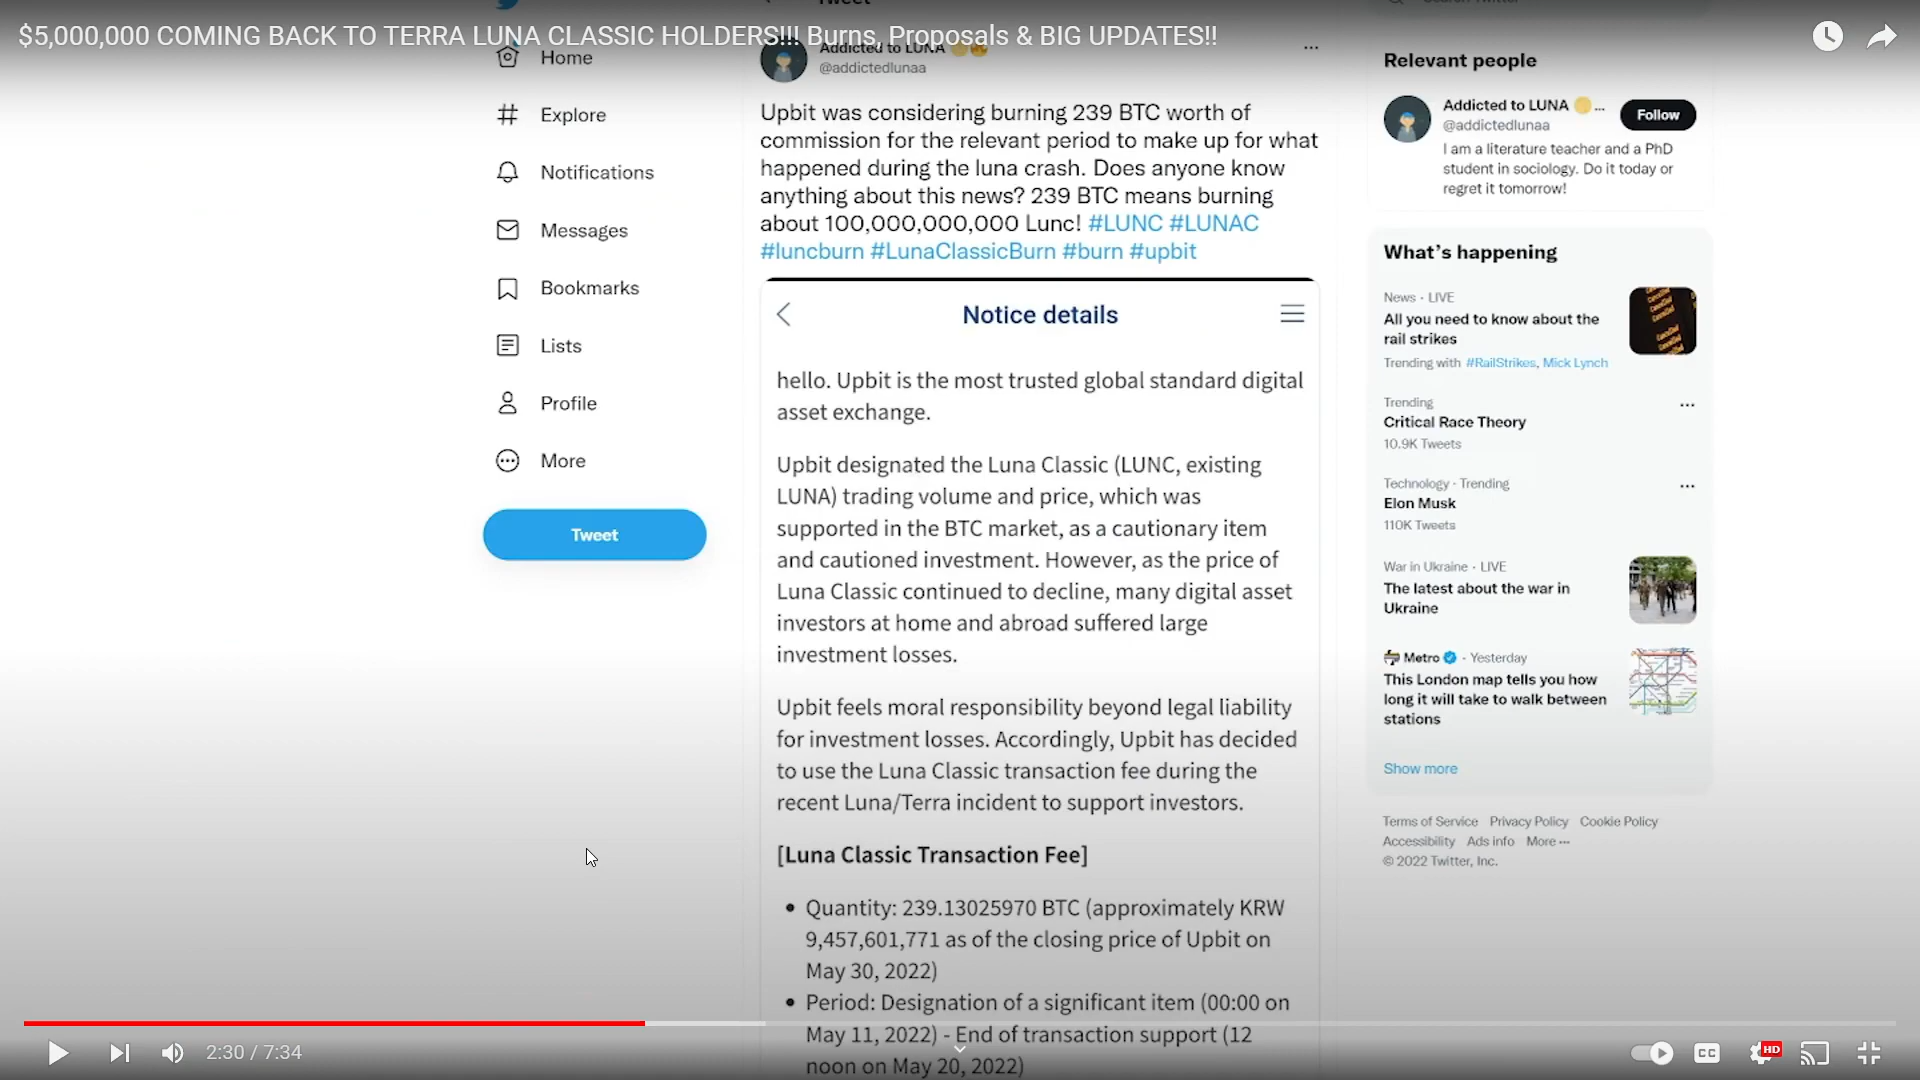 Tweet
Search Twitter
$5,000,000 COMING BACK TO TERRA LUNA CLASSIC HOLDERS!!! Burns, Proposals & BIG UPDATES!!
Home
Explore
Notifications
Messages
Bookmarks
Lists
Profile
More
Tweet
Addicted to LUNA
@addictedlunaa
Upbit was considering burning 239 BTC worth of
commission for the relevant period to make up for what
happened during the luna crash. Does anyone know
anything about this news? 239 BTC means burning
about 100,000,000,000 Lunc! #LUNC #LUNAC
#luncburn #LunaClassicBurn #burn #upbit
Notice details
hello. Upbit is the most trusted global standard digital
asset exchange.
Upbit designated the Luna Classic (LUNC, existing
LUNA) trading volume and price, which was
supported in the BTC market, as a cautionary item
and cautioned investment. However, as the price of
Luna Classic continued to decline, many digital asset
investors at home and abroad suffered large
investment losses.
Upbit feels moral responsibility beyond legal liability
for investment losses. Accordingly, Upbit has decided
to use the Luna Classic transaction fee during the
recent Luna/Terra incident to support investors.
[Luna Classic Transaction Fee]
• Quantity: 239.13025970 BTC (approximately KRW
9,457,601,771 as of the closing price of Upbit on
May 30, 2022)
• Period: Designation of a significant item (00:00 on
May 11, 2022) - End of transaction support (12
noon on May 20, 2022)
Relevant people
Addicted to LUNA ...
@addictedlunaa
Follow
I am a literature teacher and a PhD
student in sociology. Do it today or
regret it tomorrow!
What's happening
News · LIVE
All you need to know about the
rail strikes
Trending with #RailStrikes, Mick Lynch
Trending
Critical Race Theory
10.9K Tweets
Technology · Trending
Elon Musk
110K Tweets
War in Ukraine · LIVE
The latest about the war in
Ukraine
Metro · Yesterday
This London map tells you how
long it will take to walk between
stations
Show more
Terms of Service Privacy Policy Cookie Policy
Accessibility Ads info More ···
© 2022 Twitter, Inc.
2:30 / 7:34
CC
HD